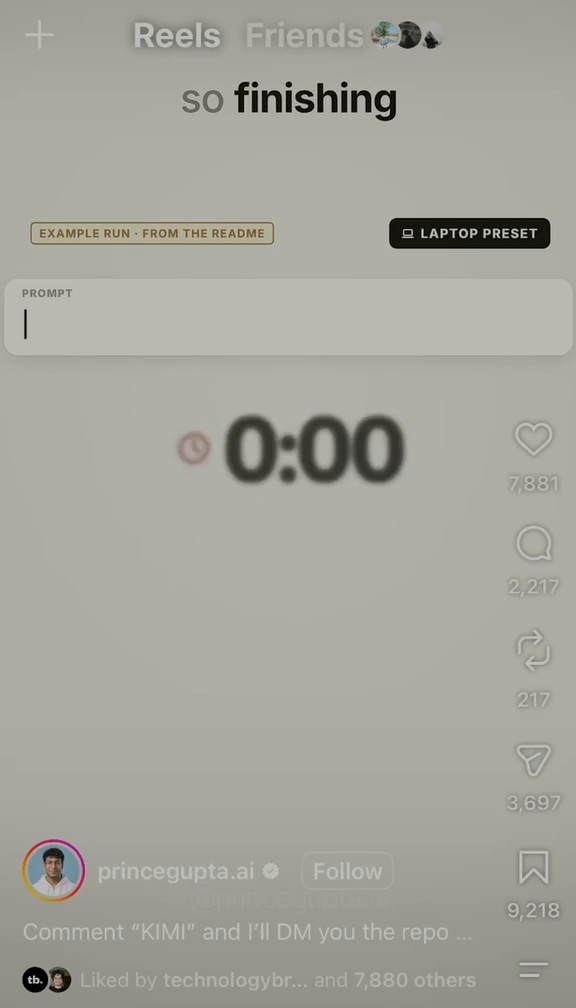 Reels Friends
so finishing
EXAMPLE RUN · FROM THE README
LAPTOP PRESET
PROMPT
0:00
7,881
2,217
217
3,697
9,218
princegupta.ai Follow
@princegupta.ai
Comment “KIMI” and I’ll DM you the repo ...
tb. Liked by technologybr... and 7,880 others